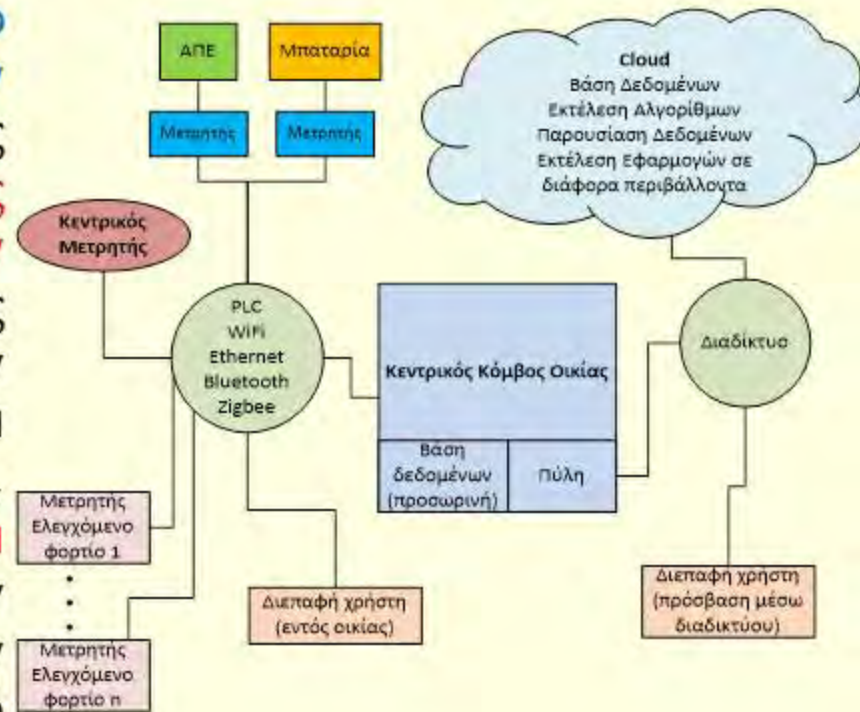 ΑΠΕ
Μπαταρία
Μετρητής
Μετρητής
Κεντρικός
Μετρητής
PLC
WiFi
Ethernet
Bluetooth
Zigbee
Κεντρικός Κόμβος Οικίας
Βάση
δεδομένων
(προσωρινή)
Πύλη
Cloud
Βάση Δεδομένων
Εκτέλεση Αλγορίθμων
Παρουσίαση Δεδομένων
Εκτέλεση Εφαρμογών σε
διάφορα περιβάλλοντα
Διαδίκτυο
Μετρητής
Ελεγχόμενο
φορτίο 1
Μετρητής
Ελεγχόμενο
φορτίο n
Διεπαφή χρήστη
(εντός οικίας)
Διεπαφή χρήστη
(πρόσβαση μέσω
διαδικτύου)